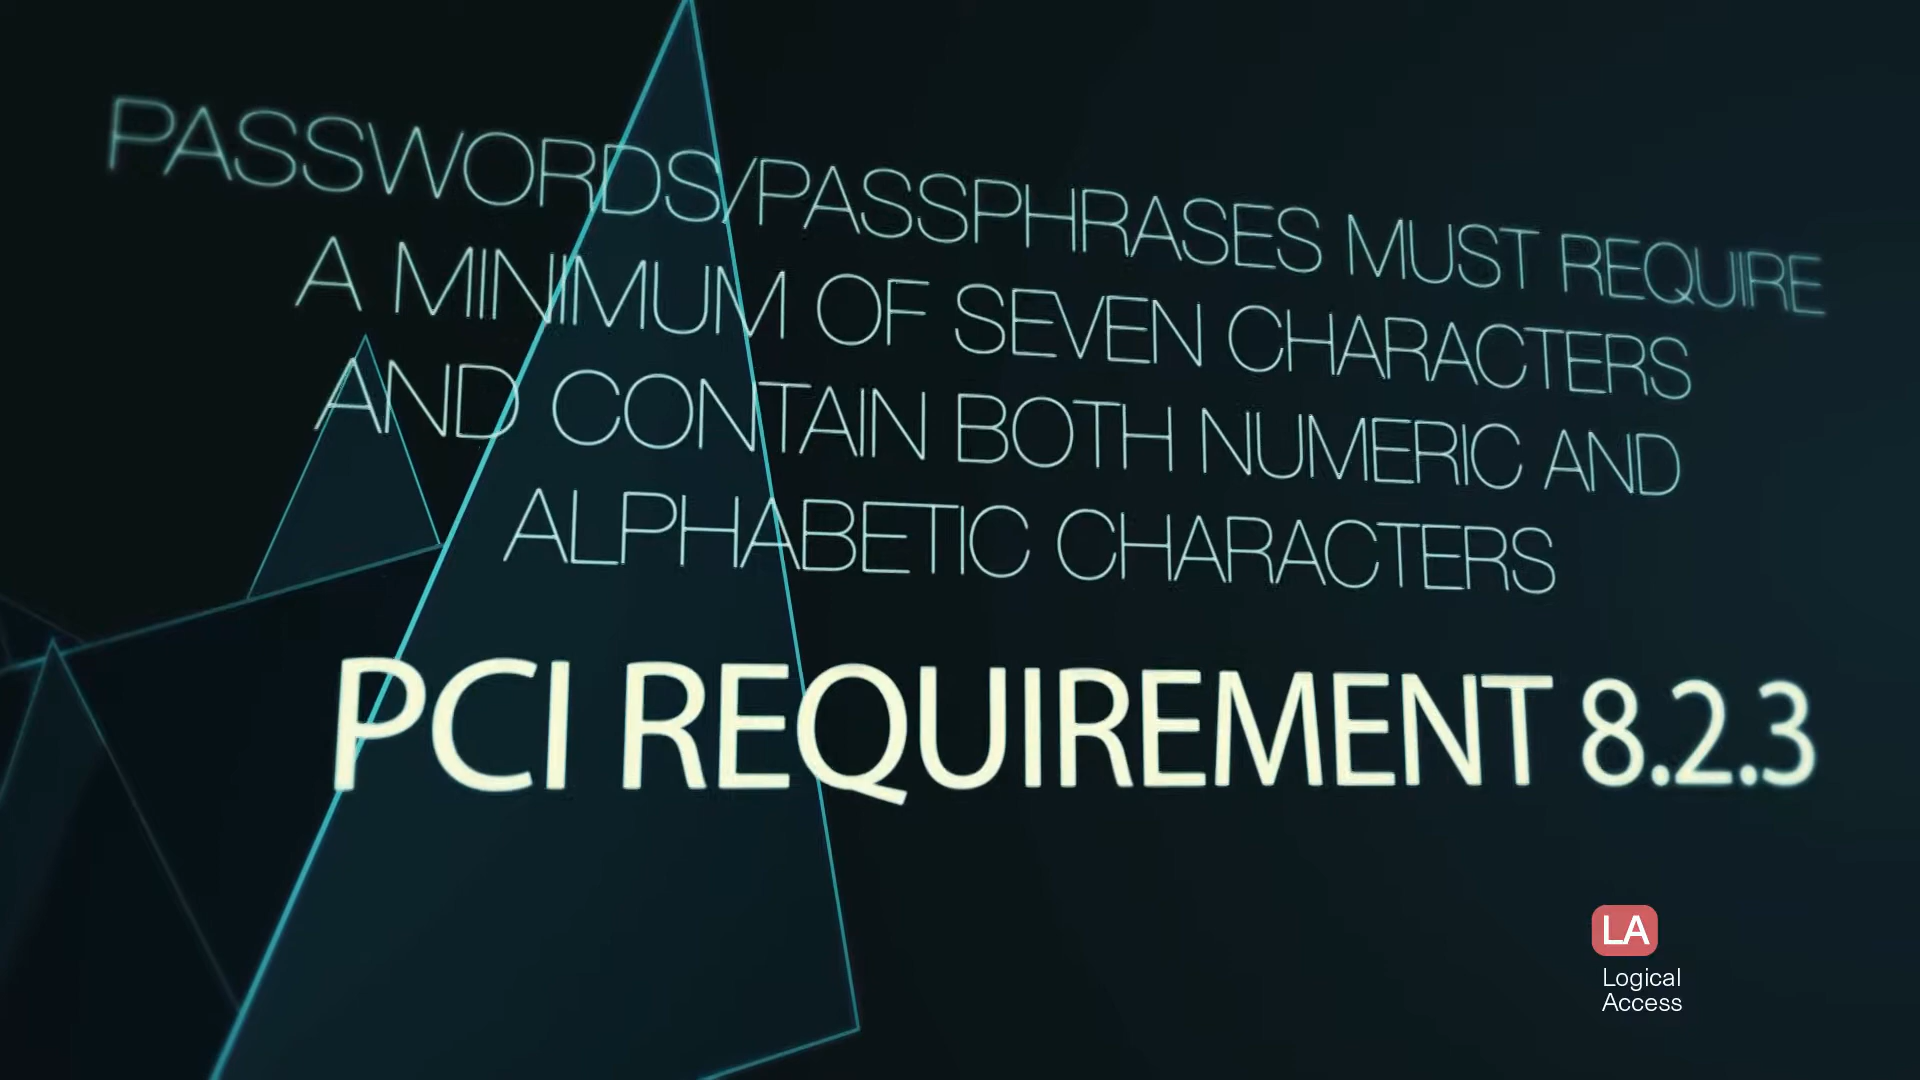 PASSWORDS/PASSPHRASES MUST REQUIRE
A MINIMUM OF SEVEN CHARACTERS
AND CONTAIN BOTH NUMERIC AND
ALPHABETIC CHARACTERS
PCI REQUIREMENT 8.2.3
LA
Logical
Access